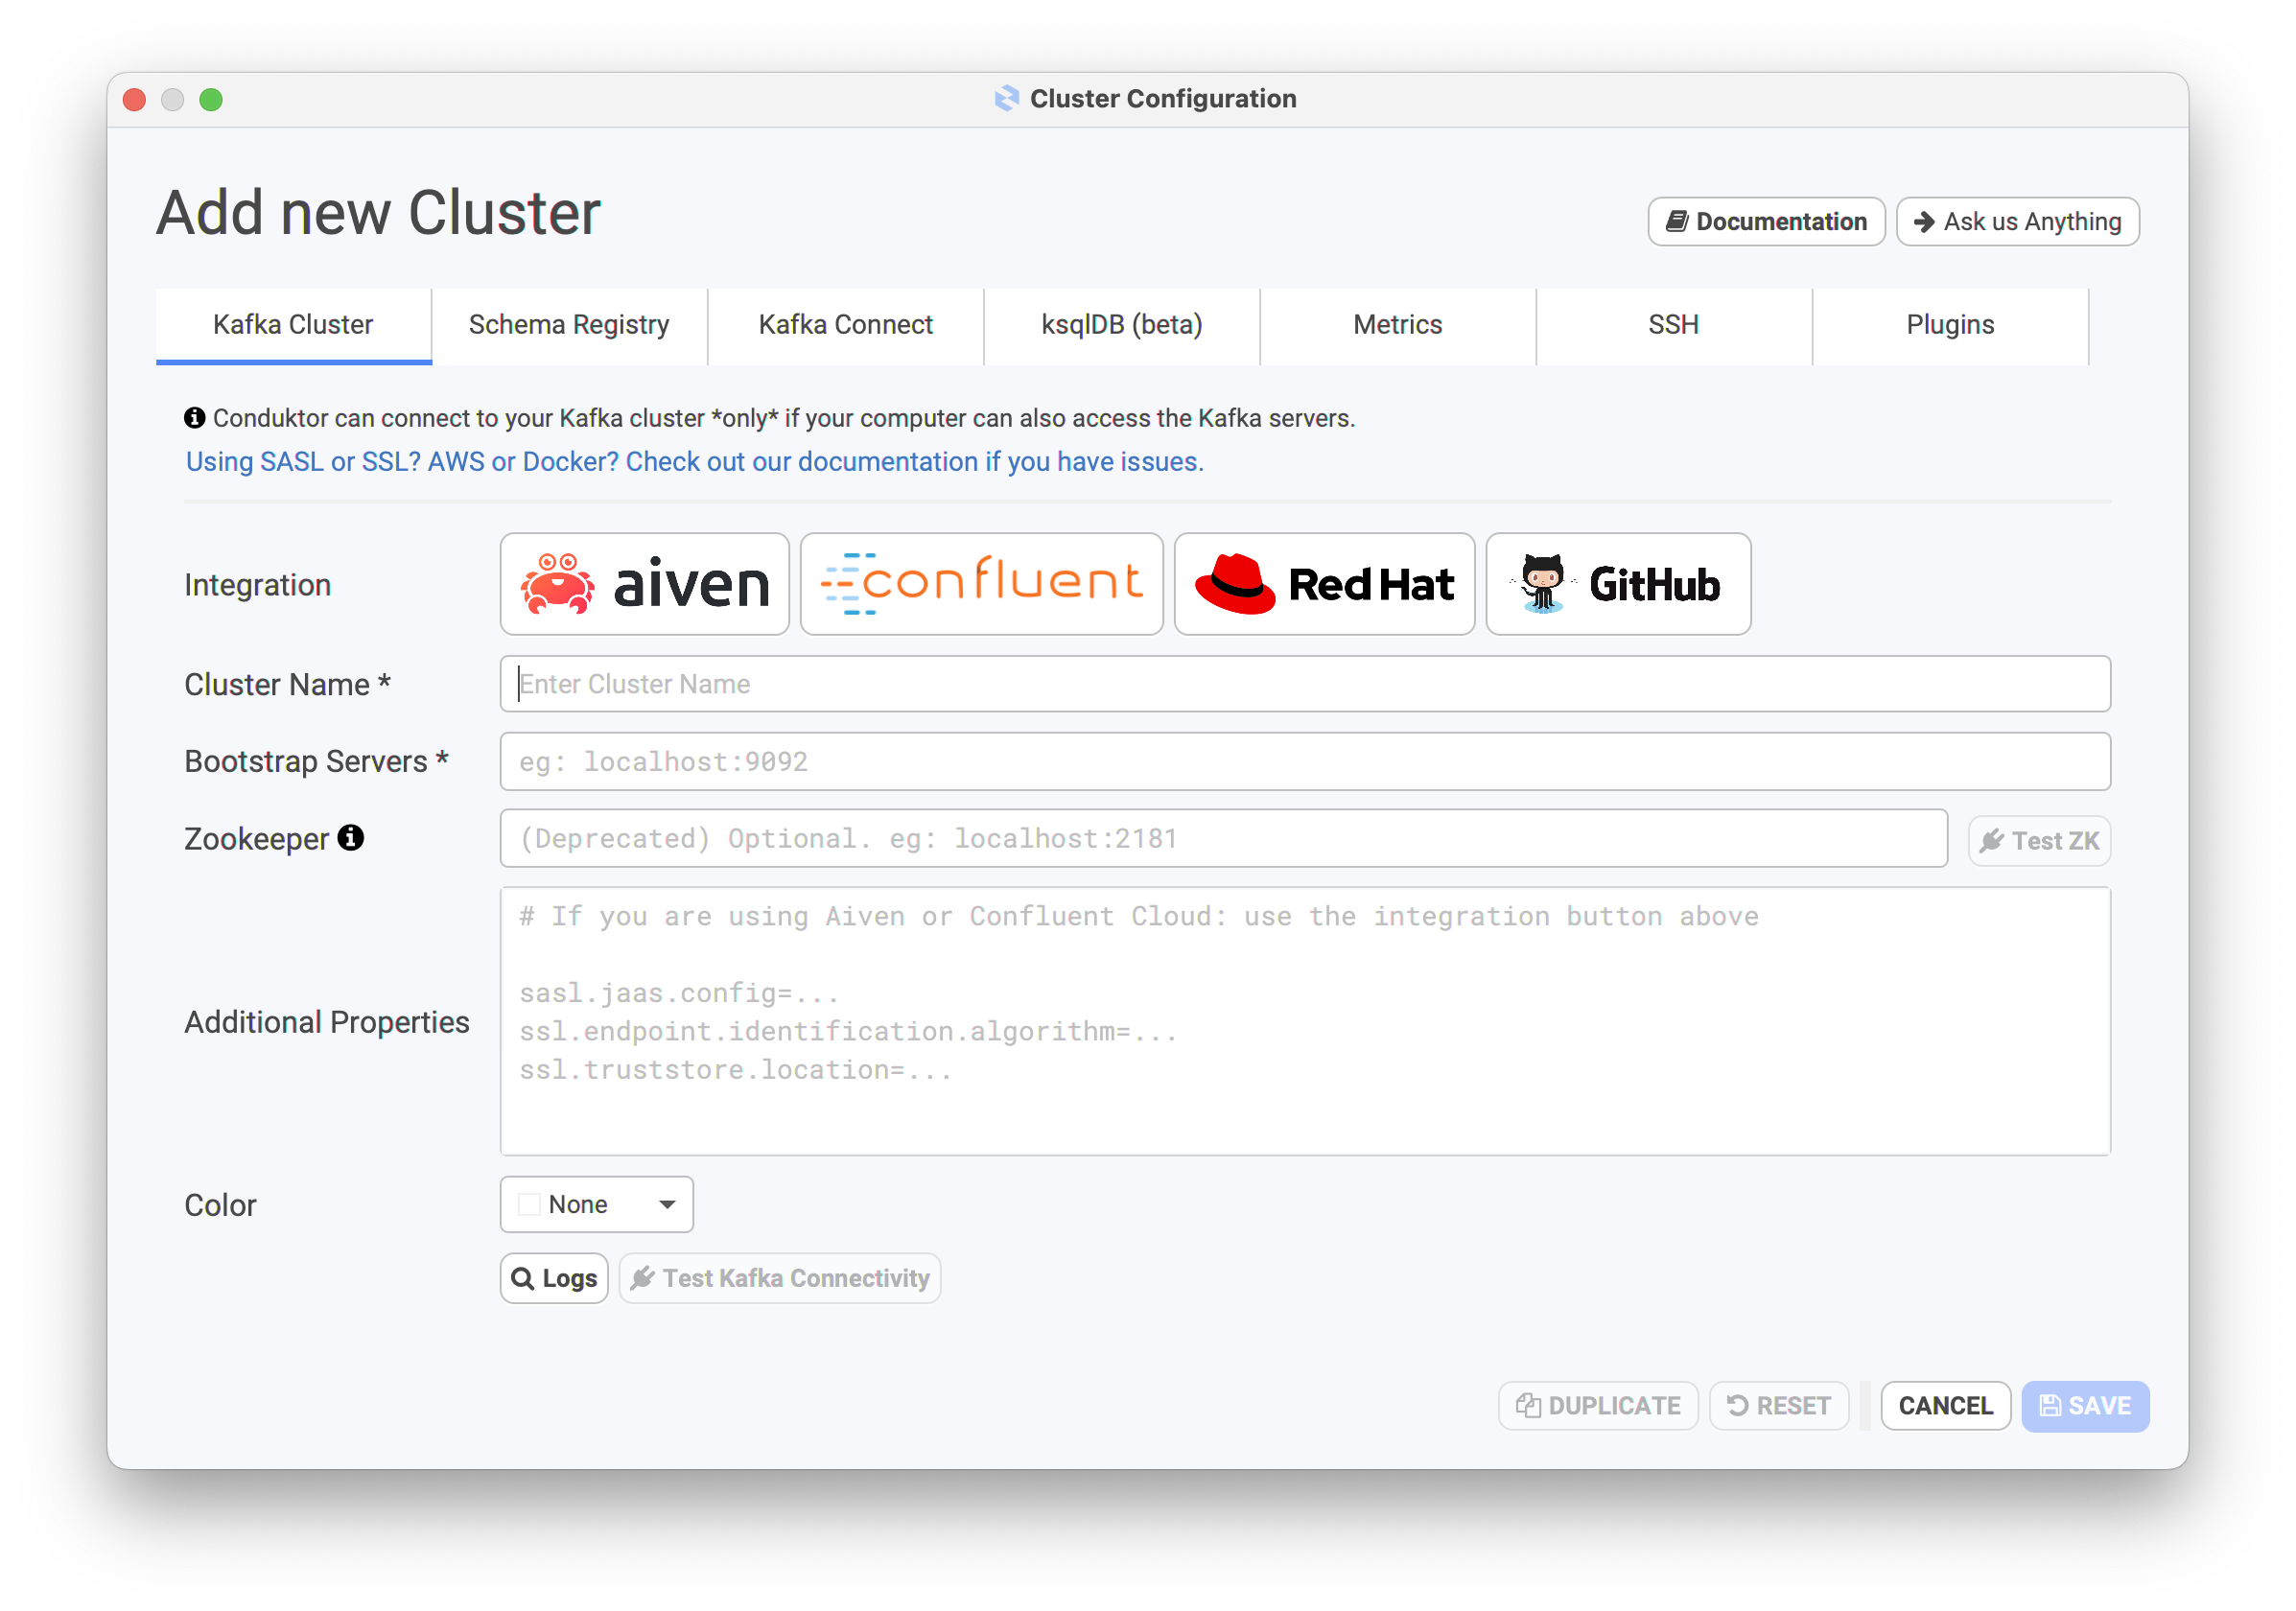 Cluster Configuration
Add new Cluster
Documentation
Ask us Anything
Kafka Cluster
Schema Registry
Kafka Connect
ksqlDB (beta)
Metrics
SSH
Plugins
Conduktor can connect to your Kafka cluster *only* if your computer can also access the Kafka servers.
Using SASL or SSL? AWS or Docker? Check out our documentation if you have issues.
Integration
aiven
confluent
Red Hat
GitHub
Cluster Name *
Enter Cluster Name
Bootstrap Servers *
eg: localhost:9092
Zookeeper
(Deprecated) Optional. eg: localhost:2181
Test ZK
Additional Properties
# If you are using Aiven or Confluent Cloud: use the integration button above
sasl.jaas.config=...
ssl.endpoint.identification.algorithm=...
ssl.truststore.location=...
Color
None
Logs
Test Kafka Connectivity
DUPLICATE
RESET
CANCEL
SAVE